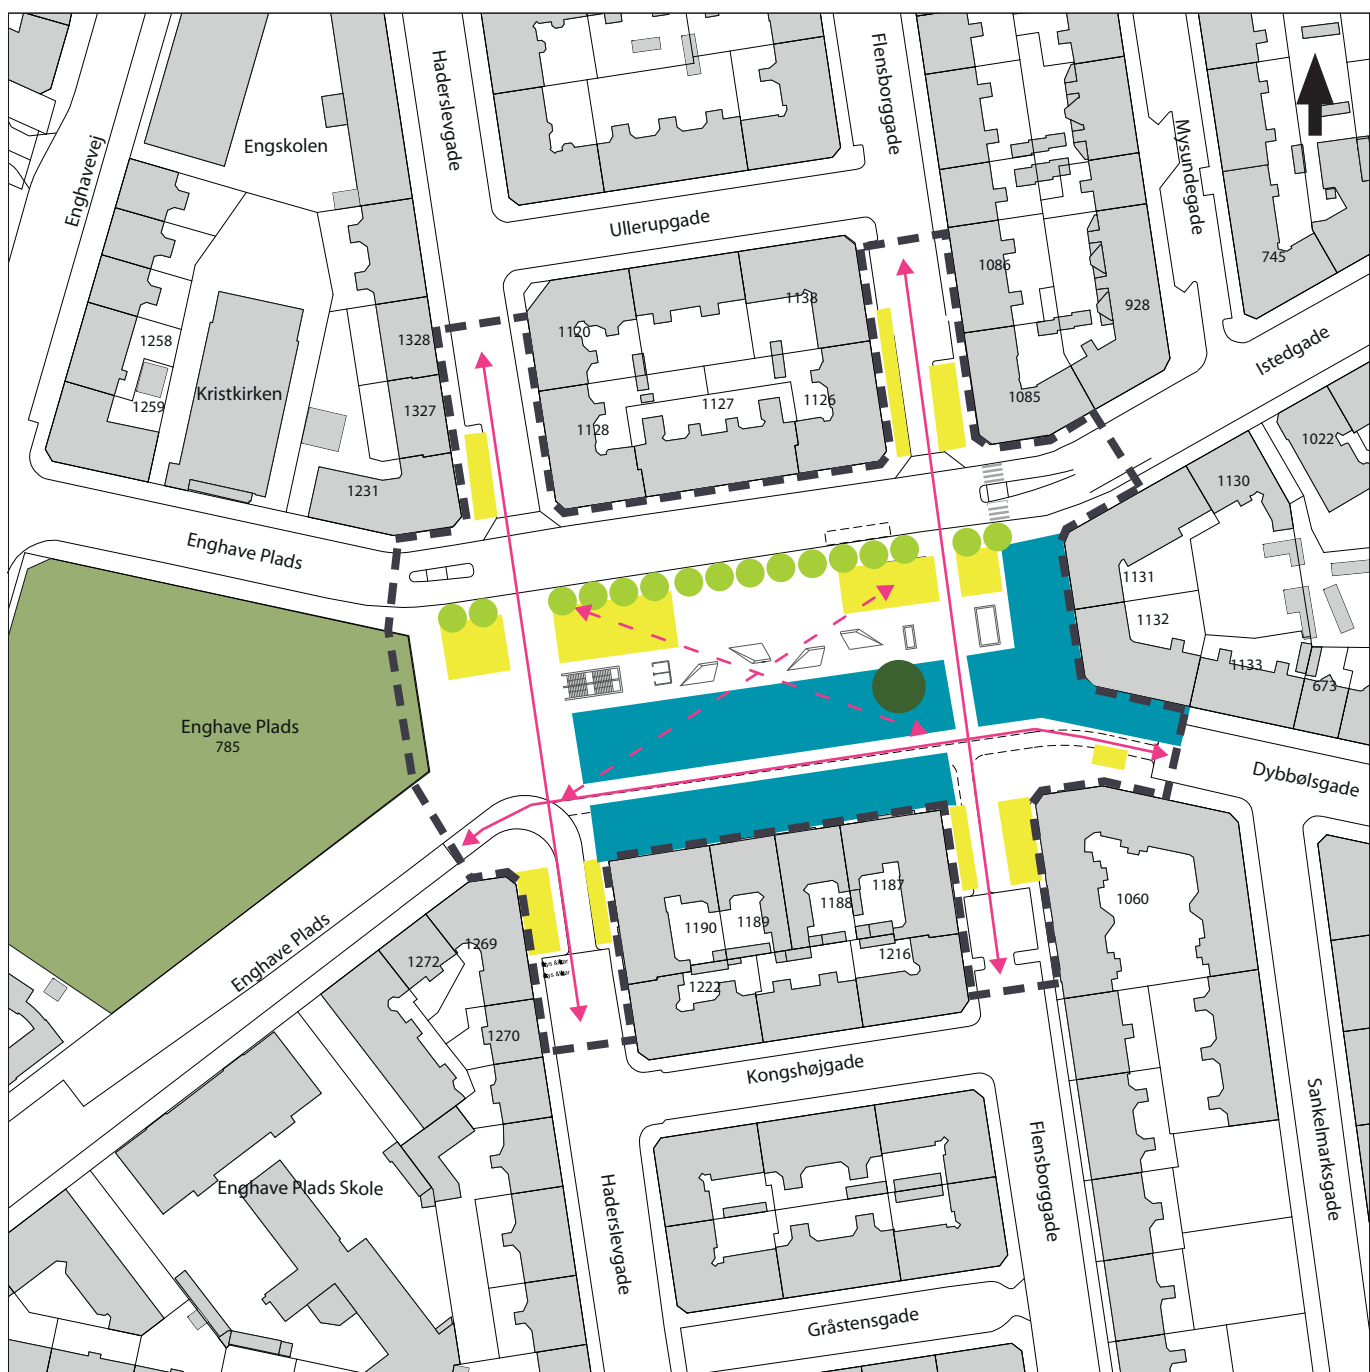 Haderslevgade
Flensborggade
Mysundegade
Enghavevej
Engskolen
Ullerupgade
745
1086
1138
928
1120
1328
1258
Istedgade
Kristkirken
1259
1327
1128
1127
1126
1085
1022
1231
1130
Enghave Plads
1131
1132
1133
673
Enghave Plads
785
Dybbølsgade
1187
1188
1060
1189
1190
1269
1216
1272
Enghave Plads
1222
1270
Kongshøjgade
Sankelmarksgade
Flensborggade
Enghave Plads Skole
Haderslevgade
Gråstensgade